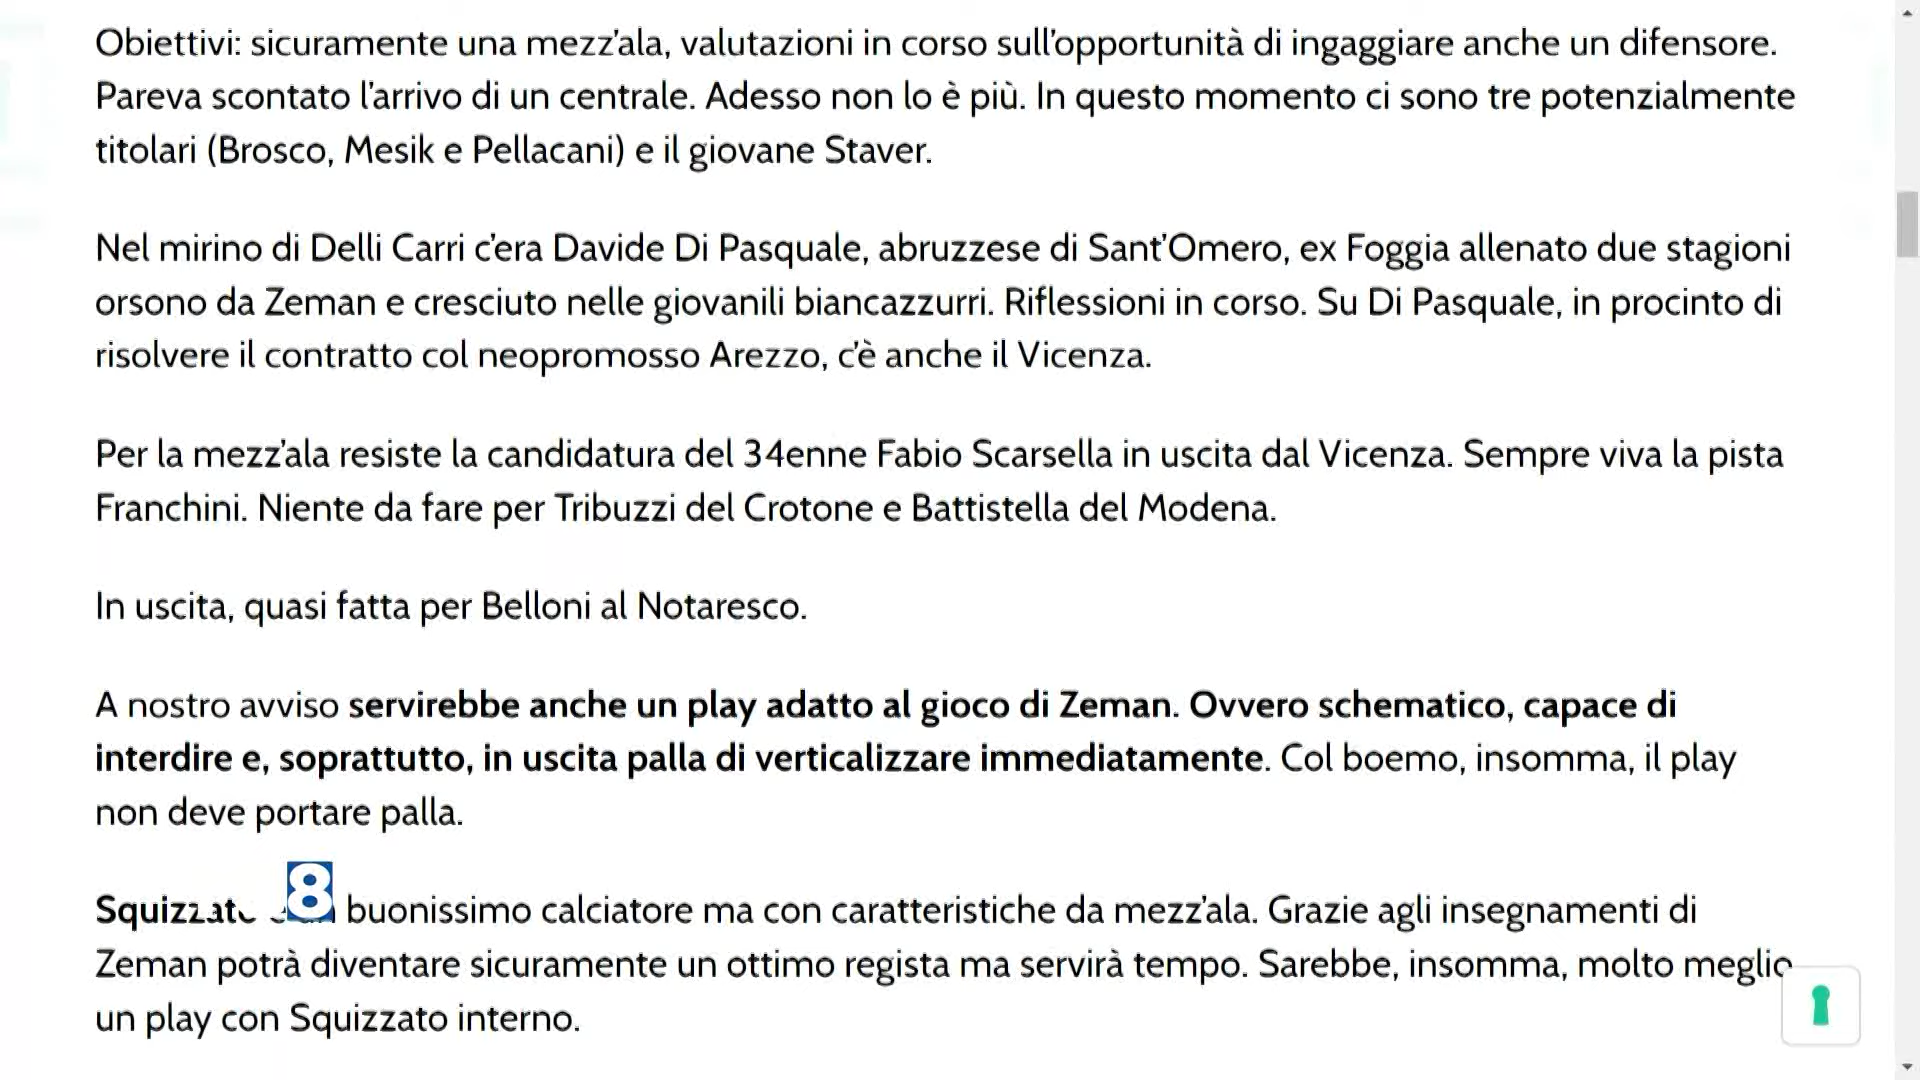 Obiettivi: sicuramente una mezz'ala, valutazioni in corso sull'opportunità di ingaggiare anche un difensore.
Pareva scontato l'arrivo di un centrale. Adesso non lo è più. In questo momento ci sono tre potenzialmente
titolari (Brosco, Mesik e Pellacani) e il giovane Staver.
Nel mirino di Delli Carri c'era Davide Di Pasquale, abruzzese di Sant'Omero, ex Foggia allenato due stagioni
orsono da Zeman e cresciuto nelle giovanili biancazzurri. Riflessioni in corso. Su Di Pasquale, in procinto di
risolvere il contratto col neopromosso Arezzo, c'è anche il Vicenza.
Per la mezz'ala resiste la candidatura del 34enne Fabio Scarsella in uscita dal Vicenza. Sempre viva la pista
Franchini. Niente da fare per Tribuzzi del Crotone e Battistella del Modena.
In uscita, quasi fatta per Belloni al Notaresco.
A nostro avviso servirebbe anche un play adatto al gioco di Zeman. Ovvero schematico, capace di
interdire e, soprattutto, in uscita palla di verticalizzare immediatamente. Col boemo, insomma, il play
non deve portare palla.
8
Squizzato buonissimo calciatore ma con caratteristiche da mezz'ala. Grazie agli insegnamenti di
Zeman potrà diventare sicuramente un ottimo regista ma servirà tempo. Sarebbe, insomma, molto meglio
un play con Squizzato interno.